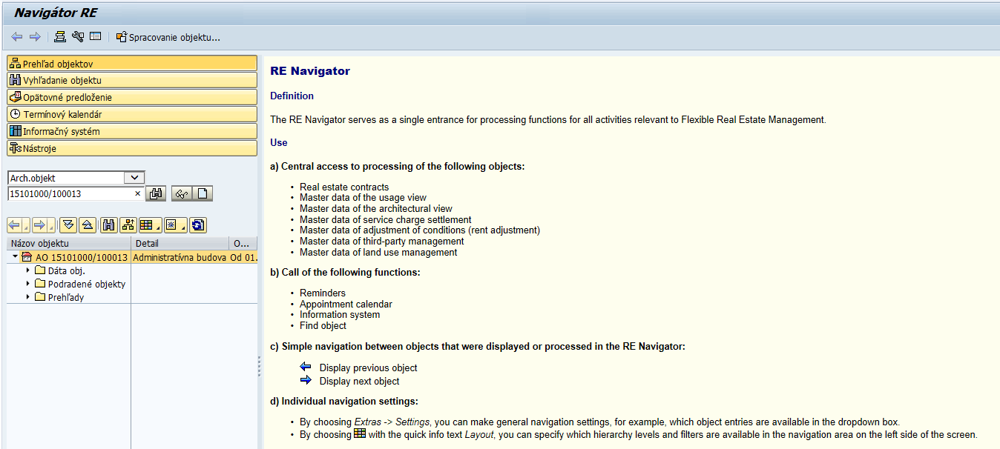 Navigátor RE
Spracovanie objektu...
Prehľad objektov
Vyhľadanie objektu
Opätovné predloženie
Termínový kalendár
Informačný systém
Nástroje
Arch.objekt
15101000/100013
Názov objektu Detail O...
AO 15101000/100013 Administratívna budova Od 01.
Dáta obj.
Podradené objekty
Prehľady
RE Navigator
Definition
The RE Navigator serves as a single entrance for processing functions for all activities relevant to Flexible Real Estate Management.
Use
a) Central access to processing of the following objects:
• Real estate contracts
• Master data of the usage view
• Master data of the architectural view
• Master data of service charge settlement
• Master data of adjustment of conditions (rent adjustment)
• Master data of third-party management
• Master data of land use management
b) Call of the following functions:
• Reminders
• Appointment calendar
• Information system
• Find object
c) Simple navigation between objects that were displayed or processed in the RE Navigator:
Display previous object
Display next object
d) Individual navigation settings:
• By choosing Extras -> Settings, you can make general navigation settings, for example, which object entries are available in the dropdown box.
• By choosing with the quick info text Layout, you can specify which hierarchy levels and filters are available in the navigation area on the left side of the screen.